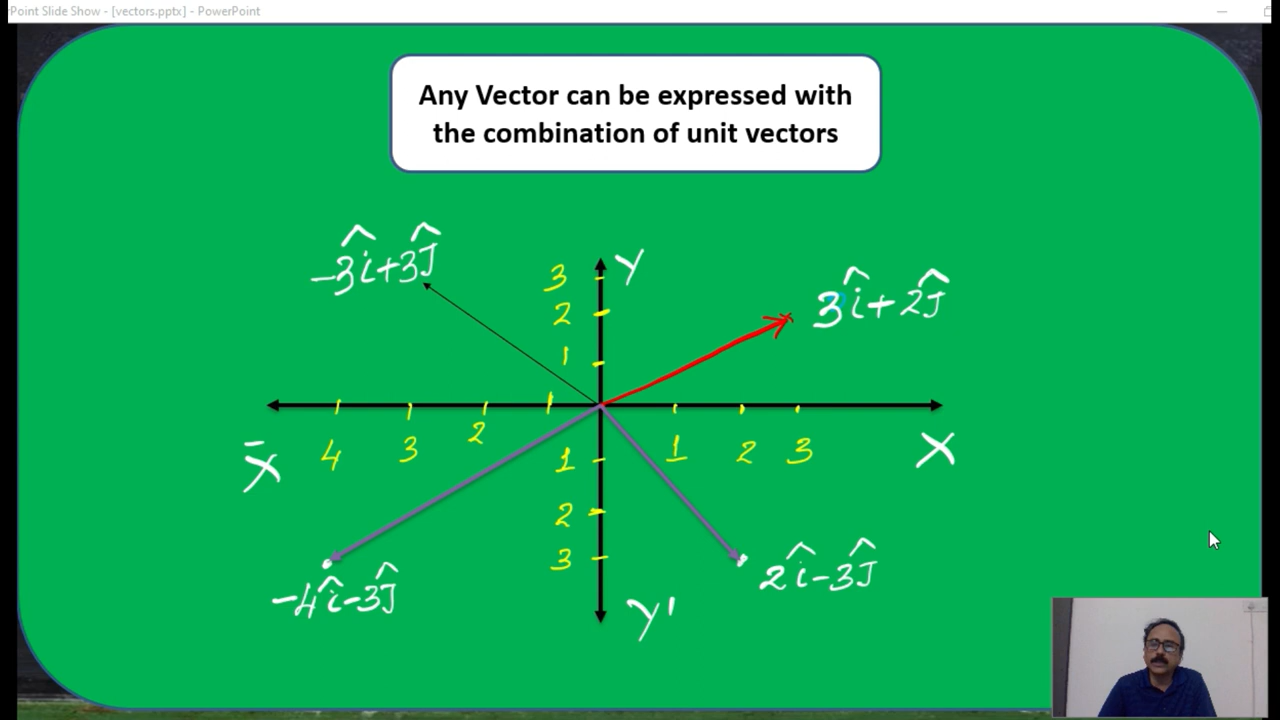 Point Slide Show - [vectors.pptx] - PowerPoint
Any Vector can be expressed with
the combination of unit vectors
-3î+3ĵ
3
Y
2
3î+2ĵ
1
1
4
3
2
1
1
2
3
X̄
X
2
3
-4î-3ĵ
2î-3ĵ
Y'